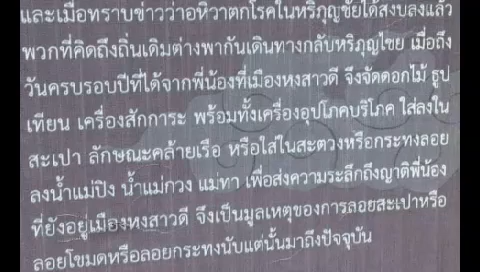 และเมื่อทราบข่าวว่าอหิวาตกโรคในหริภุญชัยได้สงบลงแล้ว
พวกที่คิดถึงถิ่นเดิมต่างพากันเดินทางกลับหริภุญไชย เมื่อถึง
วันครบรอบปีที่ได้จากพี่น้องที่เมืองหงสาวดี จึงจัดดอกไม้ ธูป
เทียน เครื่องสักการะ พร้อมทั้งเครื่องอุปโภคบริโภค ใส่ลงใน
สะเปา ลักษณะคล้ายเรือ หรือใส่ในสะตวงหรือกระทงลอย
ลงน้ำแม่ปิง น้ำแม่กวง แม่ทา เพื่อส่งความระลึกถึงญาติพี่น้อง
ที่ยังอยู่เมืองหงสาวดี จึงเป็นมูลเหตุของการลอยสะเปาหรือ
ลอยโขมดหรือลอยกระทงนับแต่นั้นมาถึงปัจจุบัน